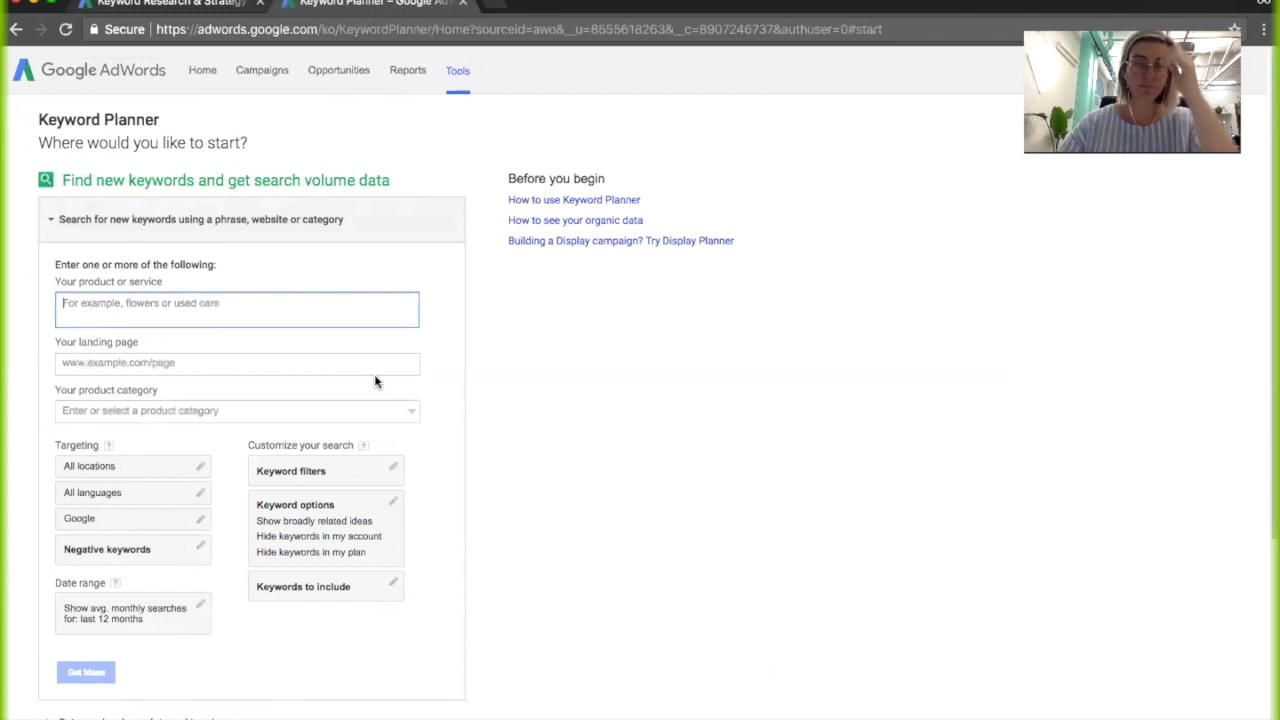 Keyword Research & Strategy
Keyword Planner – Google Ad
Secure https://adwords.google.com/ko/KeywordPlanner/Home?sourceid=awo&__u=8555618263&__c=8907246737&authuser=0#start
Google AdWords Home Campaigns Opportunities Reports Tools
Keyword Planner
Where would you like to start?
Find new keywords and get search volume data
Search for new keywords using a phrase, website or category
Enter one or more of the following:
Your product or service
For example, flowers or used cars
Your landing page
www.example.com/page
Your product category
Enter or select a product category
Targeting ?
All locations
All languages
Google
Negative keywords
Date range ?
Show avg. monthly searches
for: last 12 months
Customize your search ?
Keyword filters
Keyword options
Show broadly related ideas
Hide keywords in my account
Hide keywords in my plan
Keywords to include
Get ideas
Before you begin
How to use Keyword Planner
How to see your organic data
Building a Display campaign? Try Display Planner